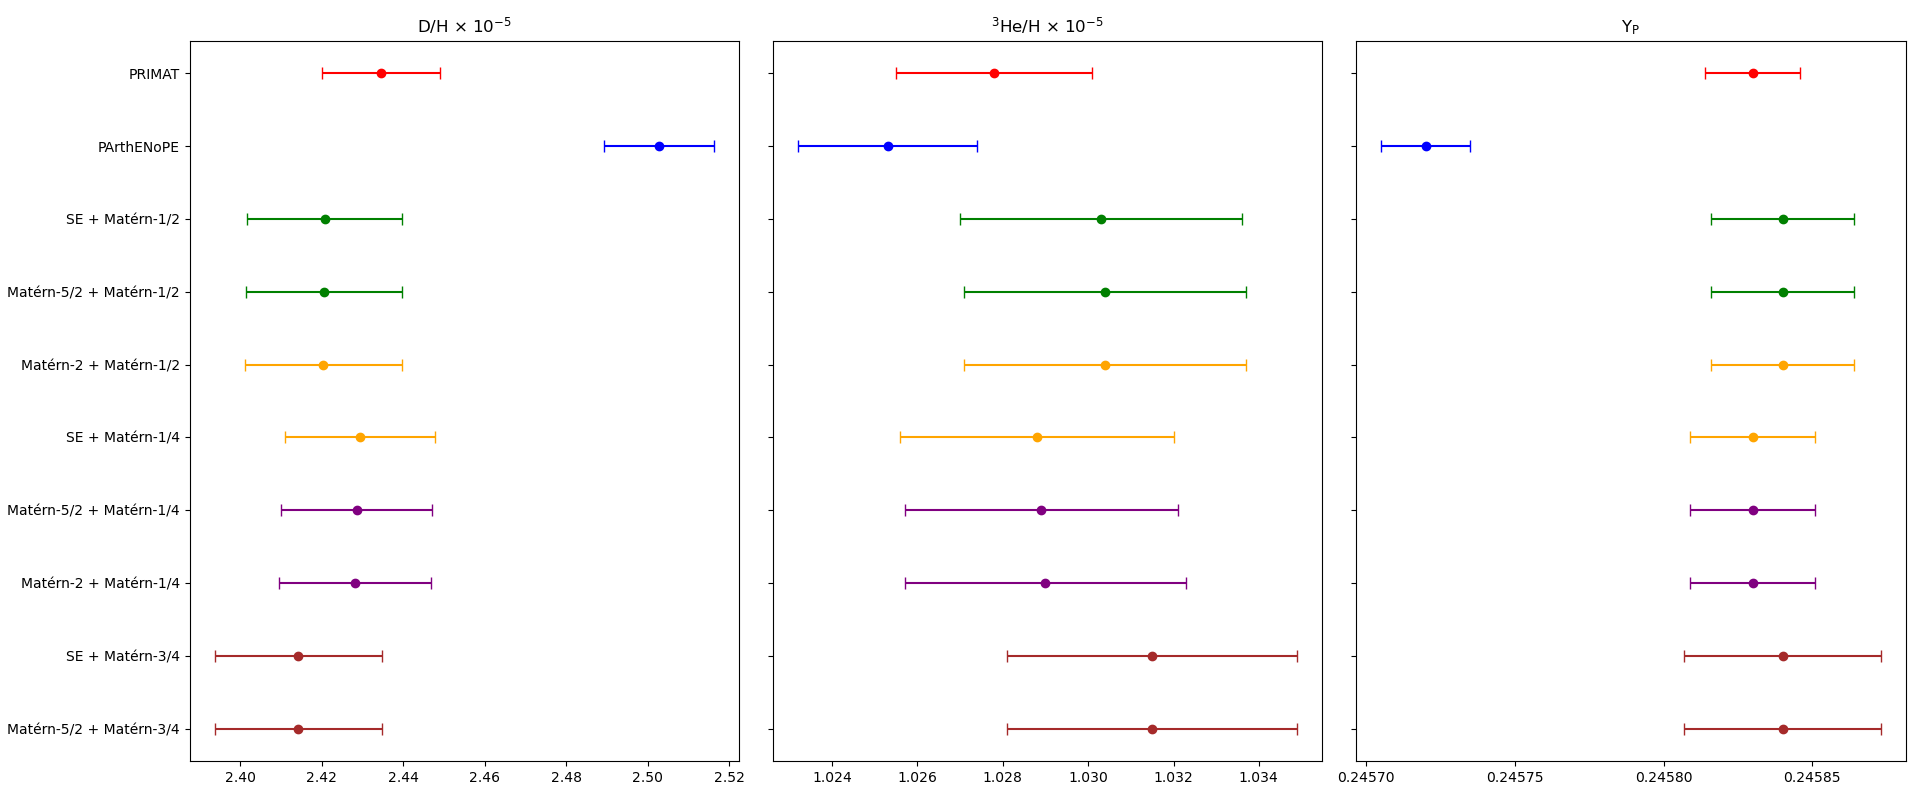 D/H × 10⁻⁵
³He/H × 10⁻⁵
Y_P
PRIMAT
PArthENoPE
SE + Matérn-1/2
Matérn-5/2 + Matérn-1/2
Matérn-2 + Matérn-1/2
SE + Matérn-1/4
Matérn-5/2 + Matérn-1/4
Matérn-2 + Matérn-1/4
SE + Matérn-3/4
Matérn-5/2 + Matérn-3/4
2.40 2.42 2.44 2.46 2.48 2.50 2.52
1.024 1.026 1.028 1.030 1.032 1.034
0.24570 0.24575 0.24580 0.24585